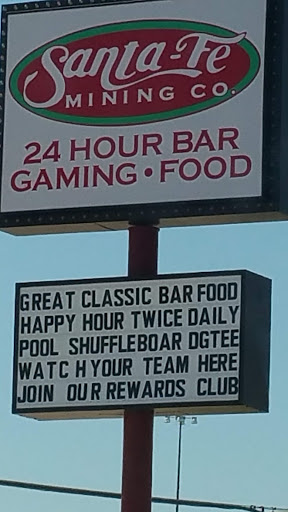 Santa-Fe
MINING CO.
24 HOUR BAR
GAMING • FOOD
GREAT CLASSIC BAR FOOD
HAPPY HOUR TWICE DAILY
POOL SHUFFLEBOAR DGTEE
WATC H YOUR TEAM HERE
JOIN OUR REWARDS CLUB